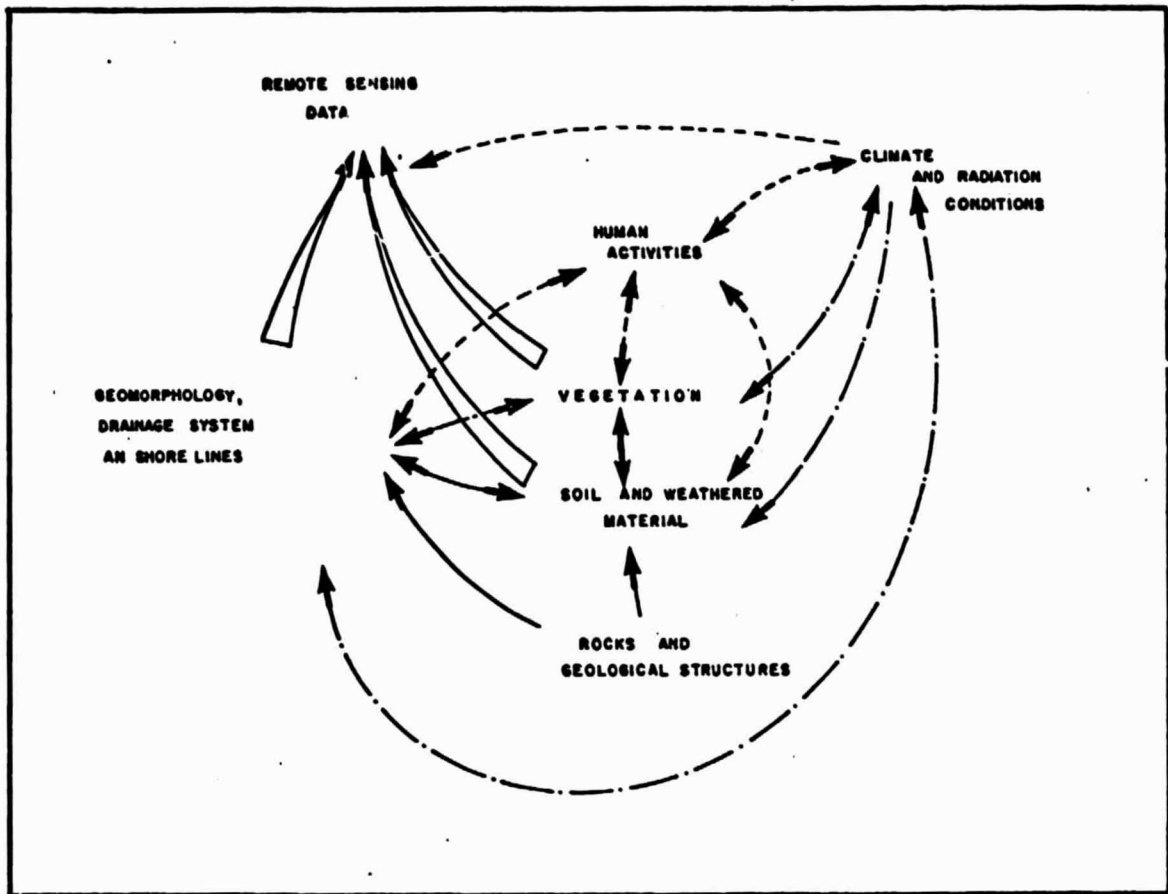 REMOTE SENSING
DATA
CLIMATE
AND RADIATION
CONDITIONS
HUMAN
ACTIVITIES
VEGETATION
GEOMORPHOLOGY,
DRAINAGE SYSTEM
AN SHORE LINES
SOIL AND WEATHERED
MATERIAL
ROCKS AND
GEOLOGICAL STRUCTURES